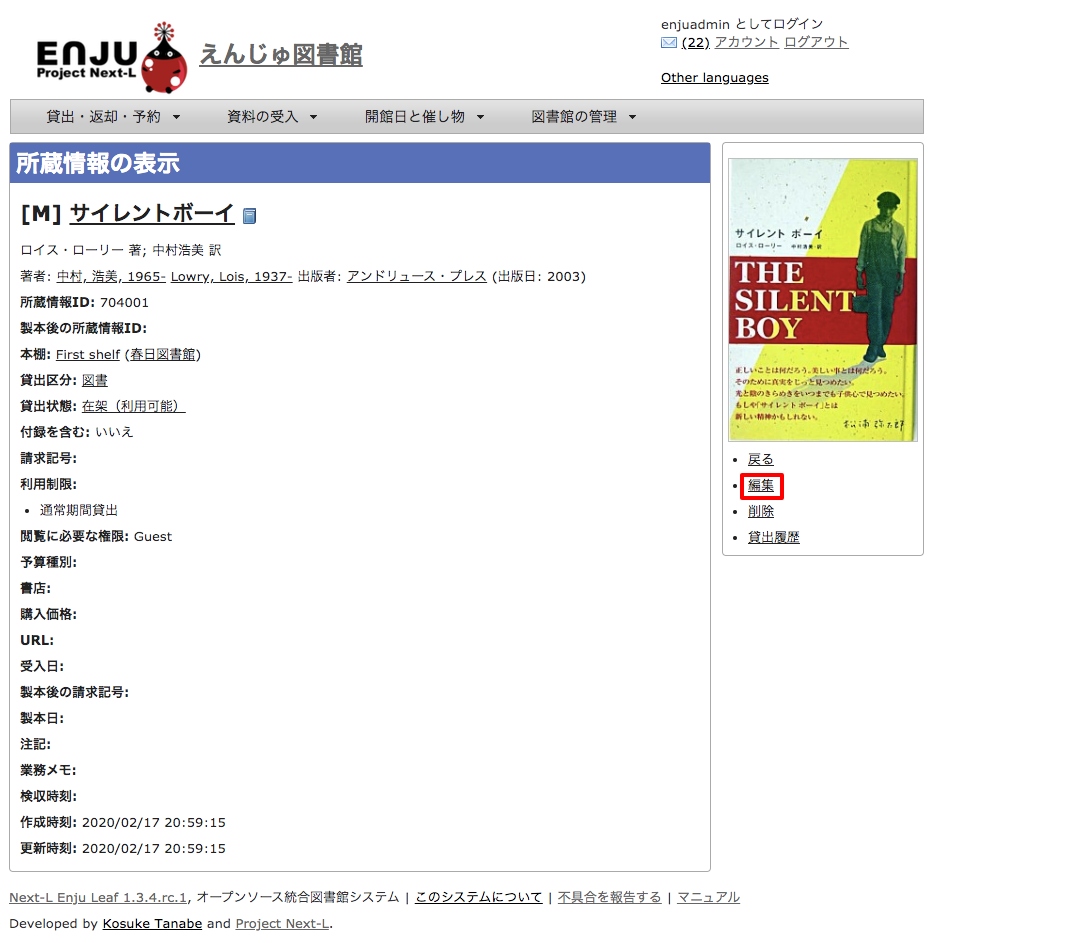 ENJU
Project Next-L
えんじゅ図書館
enjuadmin としてログイン
(22) アカウント ログアウト
Other languages
貸出・返却・予約 資料の受入 開館日と催し物 図書館の管理
所蔵情報の表示
[M] サイレントボーイ
ロイス・ローリー 著; 中村浩美 訳
著者: 中村, 浩美, 1965- Lowry, Lois, 1937- 出版者: アンドリュース・プレス (出版日: 2003)
所蔵情報ID: 704001
製本後の所蔵情報ID:
本棚: First shelf (春日図書館)
貸出区分: 図書
貸出状態: 在架（利用可能）
付録を含む: いいえ
請求記号:
利用制限:
• 通常期間貸出
閲覧に必要な権限: Guest
予算種別:
書店:
購入価格:
URL:
受入日:
製本後の請求記号:
製本日:
注記:
業務メモ:
検収時刻:
作成時刻: 2020/02/17 20:59:15
更新時刻: 2020/02/17 20:59:15
サイレント ボーイ
ロイス・ローリー 中村浩美・訳
THE
SILENT
BOY
正しいことは何だろう。美しい事とは何だろう。
そのために真実をじっと見つめたい。
光と陰のきらめきをいつまでも子供心で見つめたい。
もしや「サイレントボーイ」とは
新しい精神かもしれない。
松浦弥太郎
• 戻る
• 編集
• 削除
• 貸出履歴
Next-L Enju Leaf 1.3.4.rc.1, オープンソース統合図書館システム | このシステムについて | 不具合を報告する | マニュアル
Developed by Kosuke Tanabe and Project Next-L.